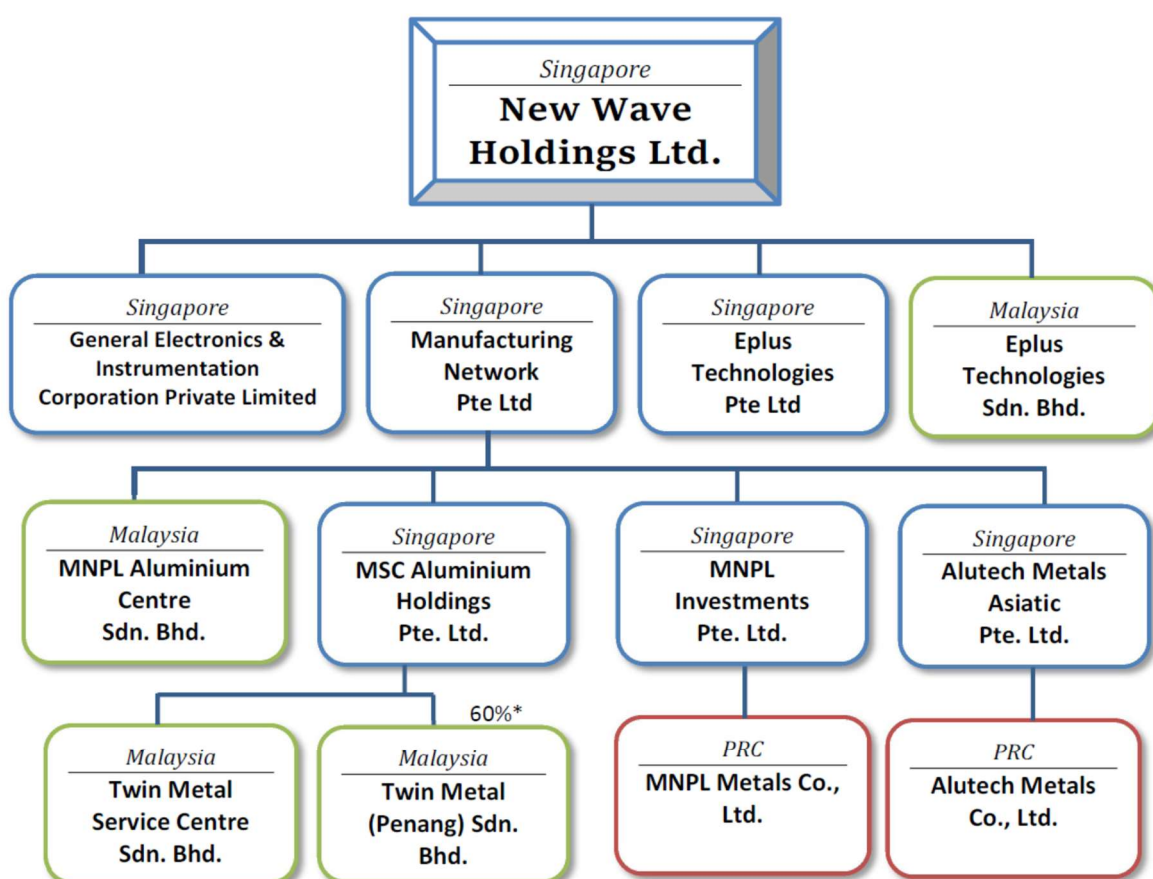 Singapore
New Wave
Holdings Ltd.
Singapore
General Electronics &
Instrumentation
Corporation Private Limited
Singapore
Manufacturing
Network
Pte Ltd
Singapore
Eplus
Technologies
Pte Ltd
Malaysia
Eplus
Technologies
Sdn. Bhd.
Malaysia
MNPL Aluminium
Centre
Sdn. Bhd.
Singapore
MSC Aluminium
Holdings
Pte. Ltd.
Singapore
MNPL
Investments
Pte. Ltd.
Singapore
Alutech Metals
Asiatic
Pte. Ltd.
Malaysia
Twin Metal
Service Centre
Sdn. Bhd.
60%*
Malaysia
Twin Metal
(Penang) Sdn.
Bhd.
PRC
MNPL Metals Co.,
Ltd.
PRC
Alutech Metals
Co., Ltd.